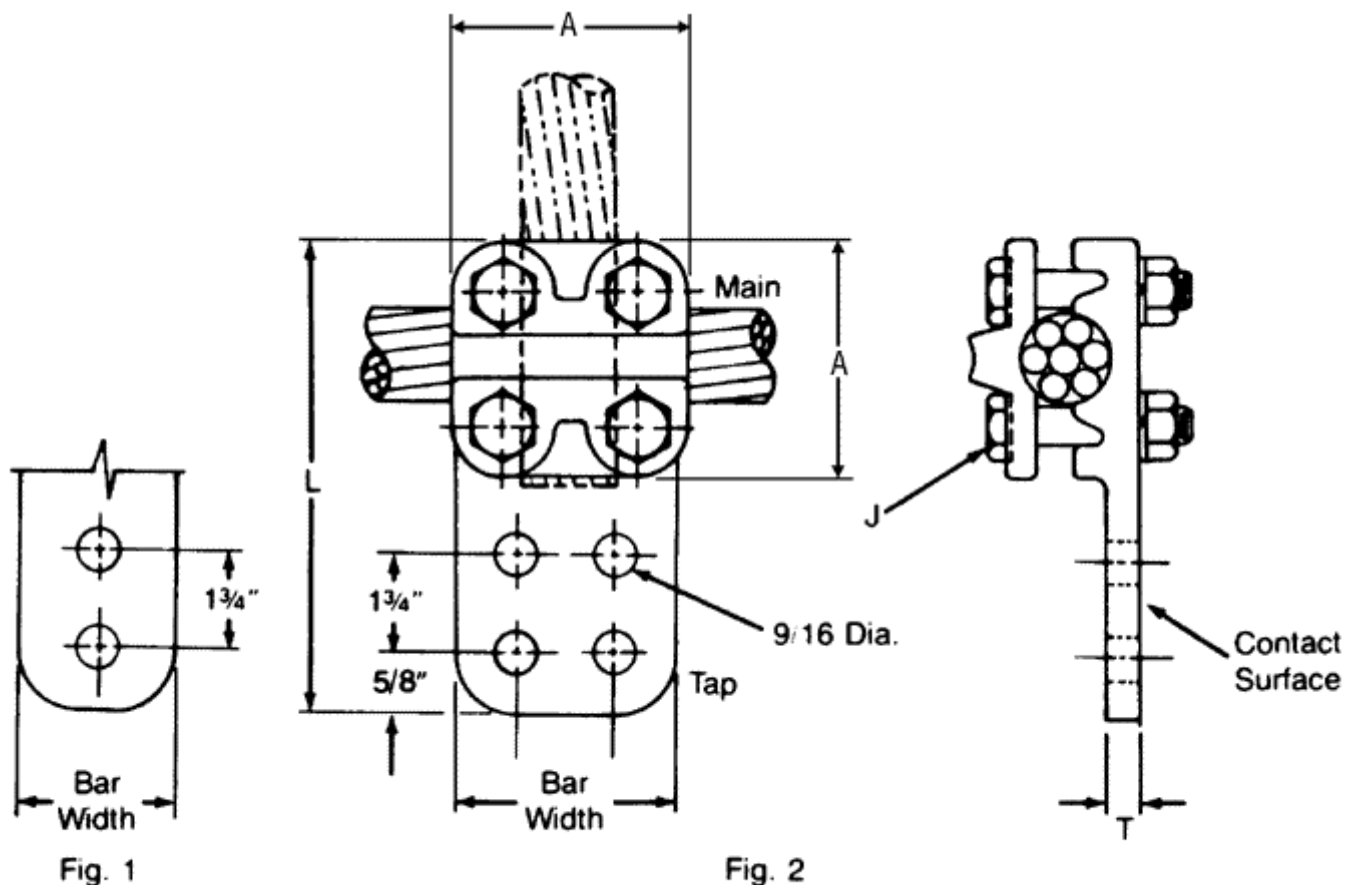 A
Main
A
L
J
1¾"
1¾"
9/16 Dia.
5/8"
Tap
Contact
Surface
Bar
Width
Bar
Width
T
Fig. 1
Fig. 2